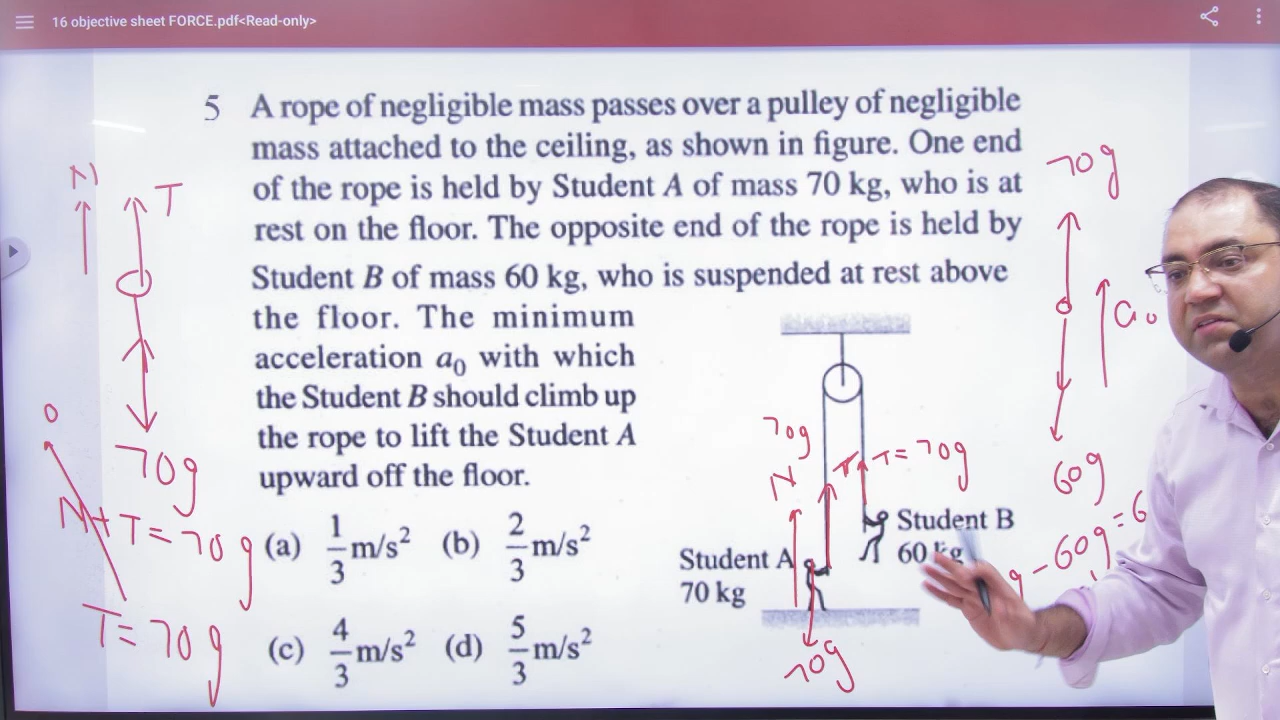 16 objective sheet FORCE.pdf<Read-only>
5 A rope of negligible mass passes over a pulley of negligible
mass attached to the ceiling, as shown in figure. One end
of the rope is held by Student A of mass 70 kg, who is at
rest on the floor. The opposite end of the rope is held by
Student B of mass 60 kg, who is suspended at rest above
the floor. The minimum
acceleration a₀ with which
the Student B should climb up
the rope to lift the Student A
upward off the floor.
(a) 1/3 m/s² (b) 2/3 m/s²
(c) 4/3 m/s² (d) 5/3 m/s²
Student A
70 kg
Student B
60 kg
N
T
70g
0
N+T=70g
T=70g
70g
N
T
T=70g
70g
70g
a₀
60g
g-60g=6